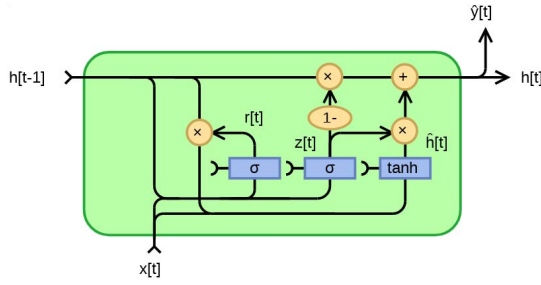 ŷ[t]
h[t-1]
×
+
h[t]
1-
r[t]
×
z[t]
×
ĥ[t]
σ
σ
tanh
x[t]